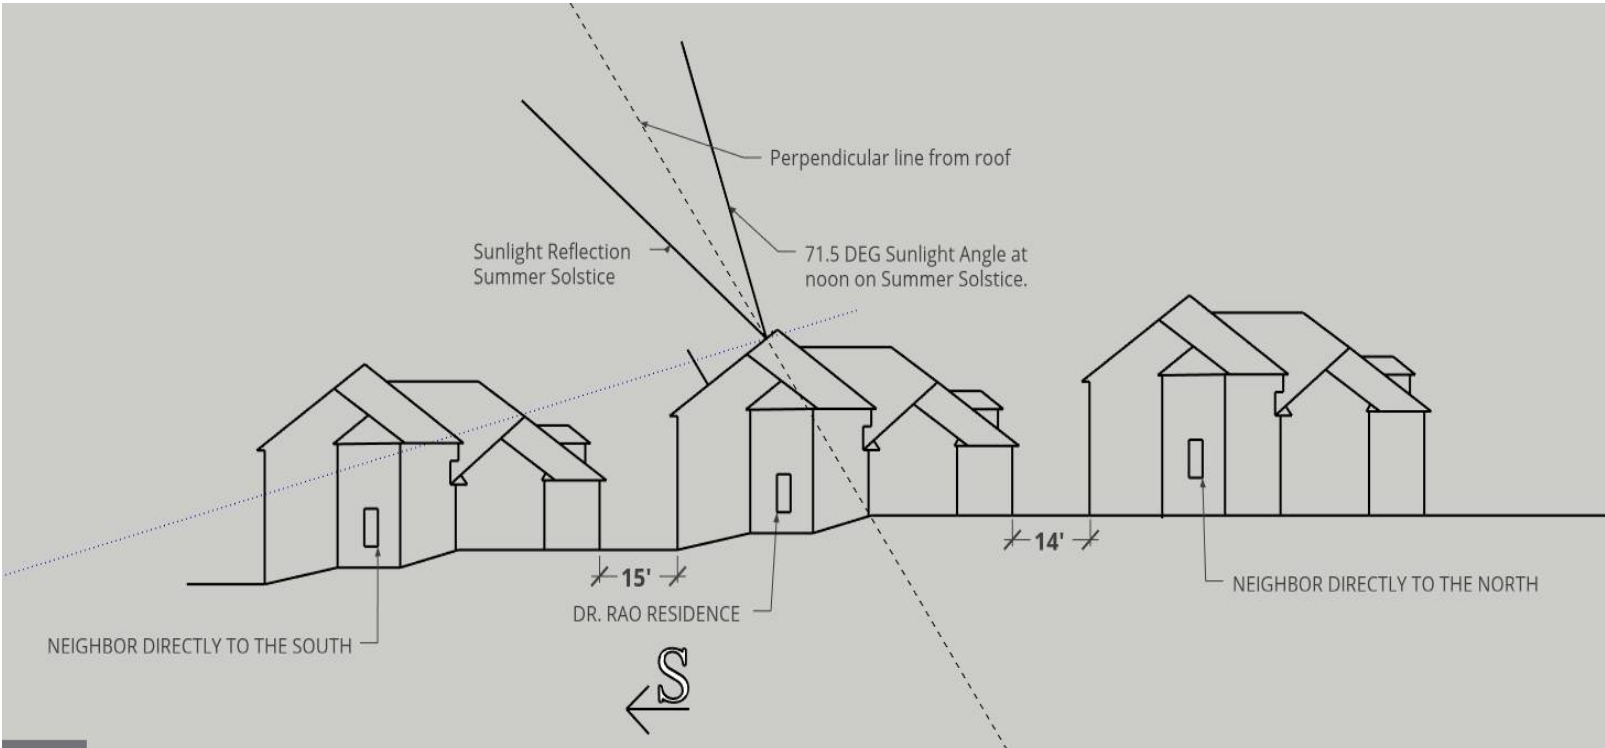 Perpendicular line from roof
Sunlight Reflection
Summer Solstice
71.5 DEG Sunlight Angle at
noon on Summer Solstice.
14'
15'
NEIGHBOR DIRECTLY TO THE NORTH
DR. RAO RESIDENCE
NEIGHBOR DIRECTLY TO THE SOUTH
S